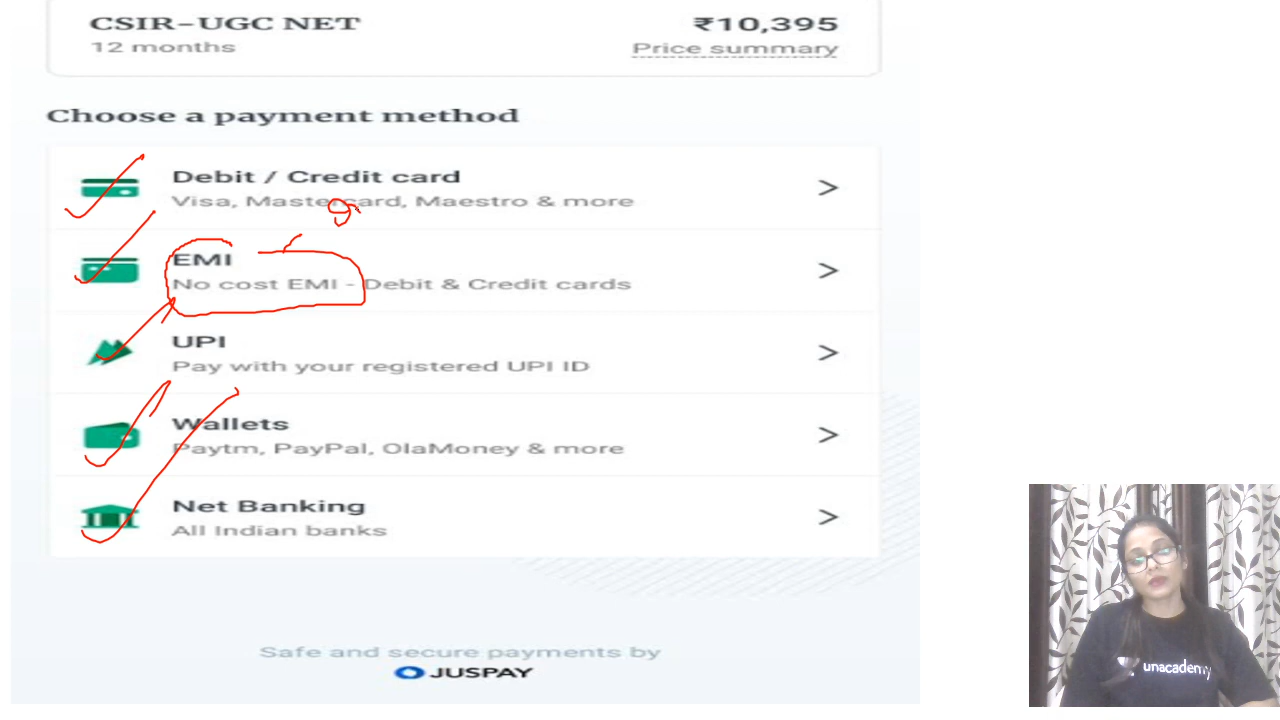 CSIR-UGC NET
₹10,395
12 months
Price summary
Choose a payment method
Debit / Credit card
Visa, Mastercard, Maestro & more
9
EMI
No cost EMI - Debit & Credit cards
UPI
Pay with your registered UPI ID
Wallets
Paytm, PayPal, OlaMoney & more
Net Banking
All Indian banks
Safe and secure payments by
JUSPAY
unacademy